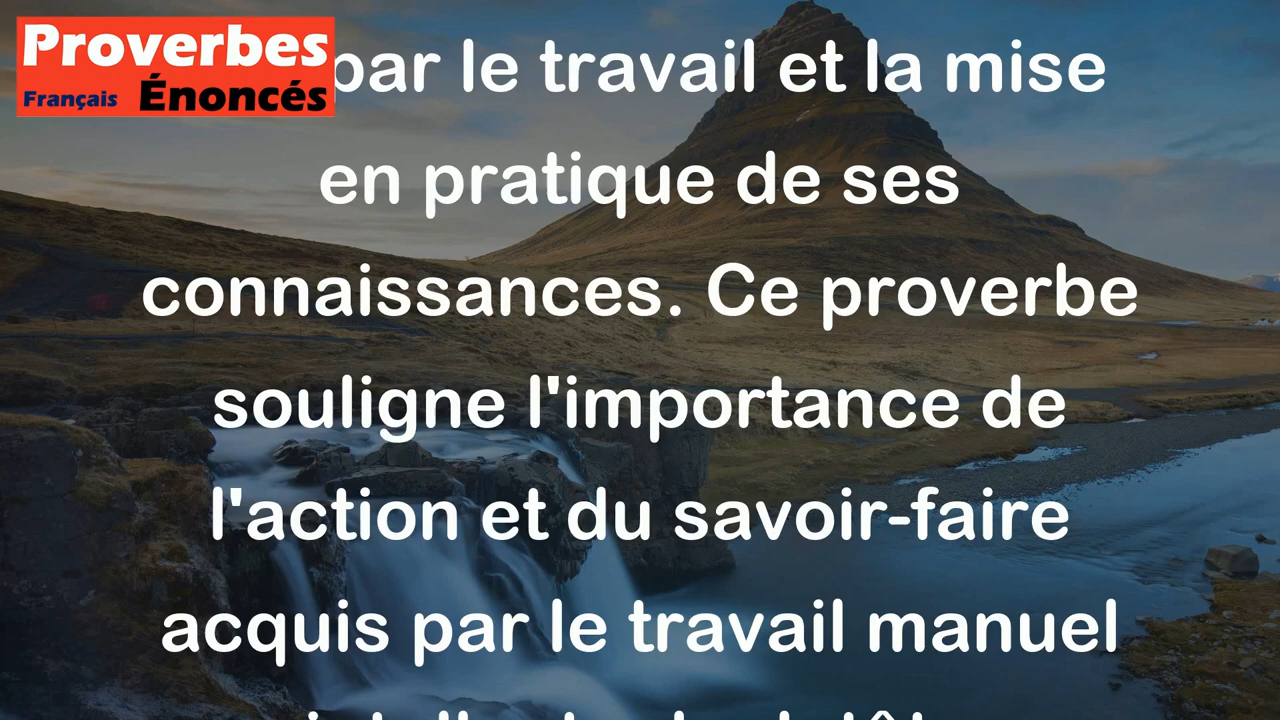 Proverbes
Français Énoncés
par le travail et la mise
en pratique de ses
connaissances. Ce proverbe
souligne l'importance de
l'action et du savoir-faire
acquis par le travail manuel